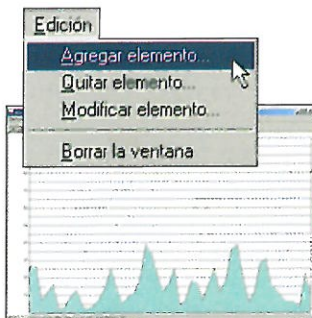 Edición
Agregar elemento...
Quitar elemento...
Modificar elemento...
Borrar la ventana